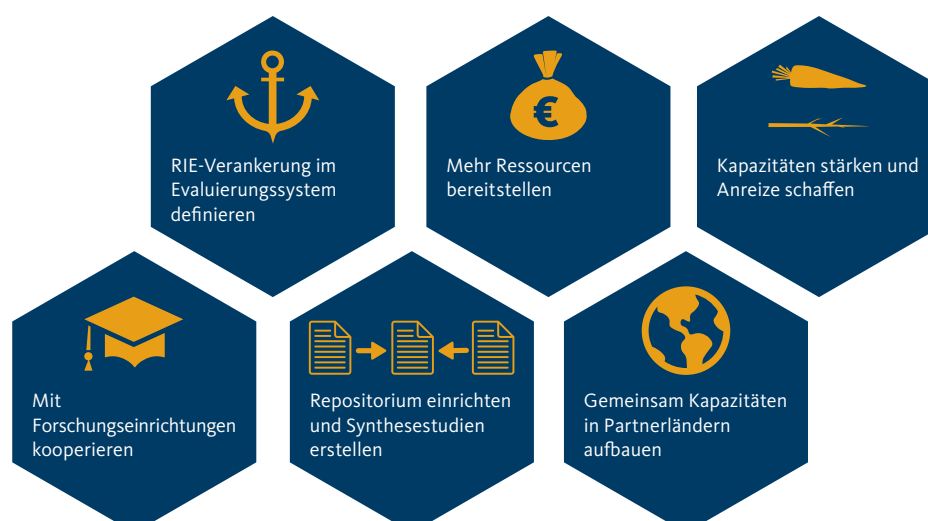 €
RIE-Verankerung im
Evaluierungssystem
definieren
Mehr Ressourcen
bereitstellen
Kapazitäten stärken und
Anreize schaffen
Mit
Forschungseinrichtungen
kooperieren
Repositorium einrichten
und Synthesestudien
erstellen
Gemeinsam Kapazitäten
in Partnerländern
aufbauen